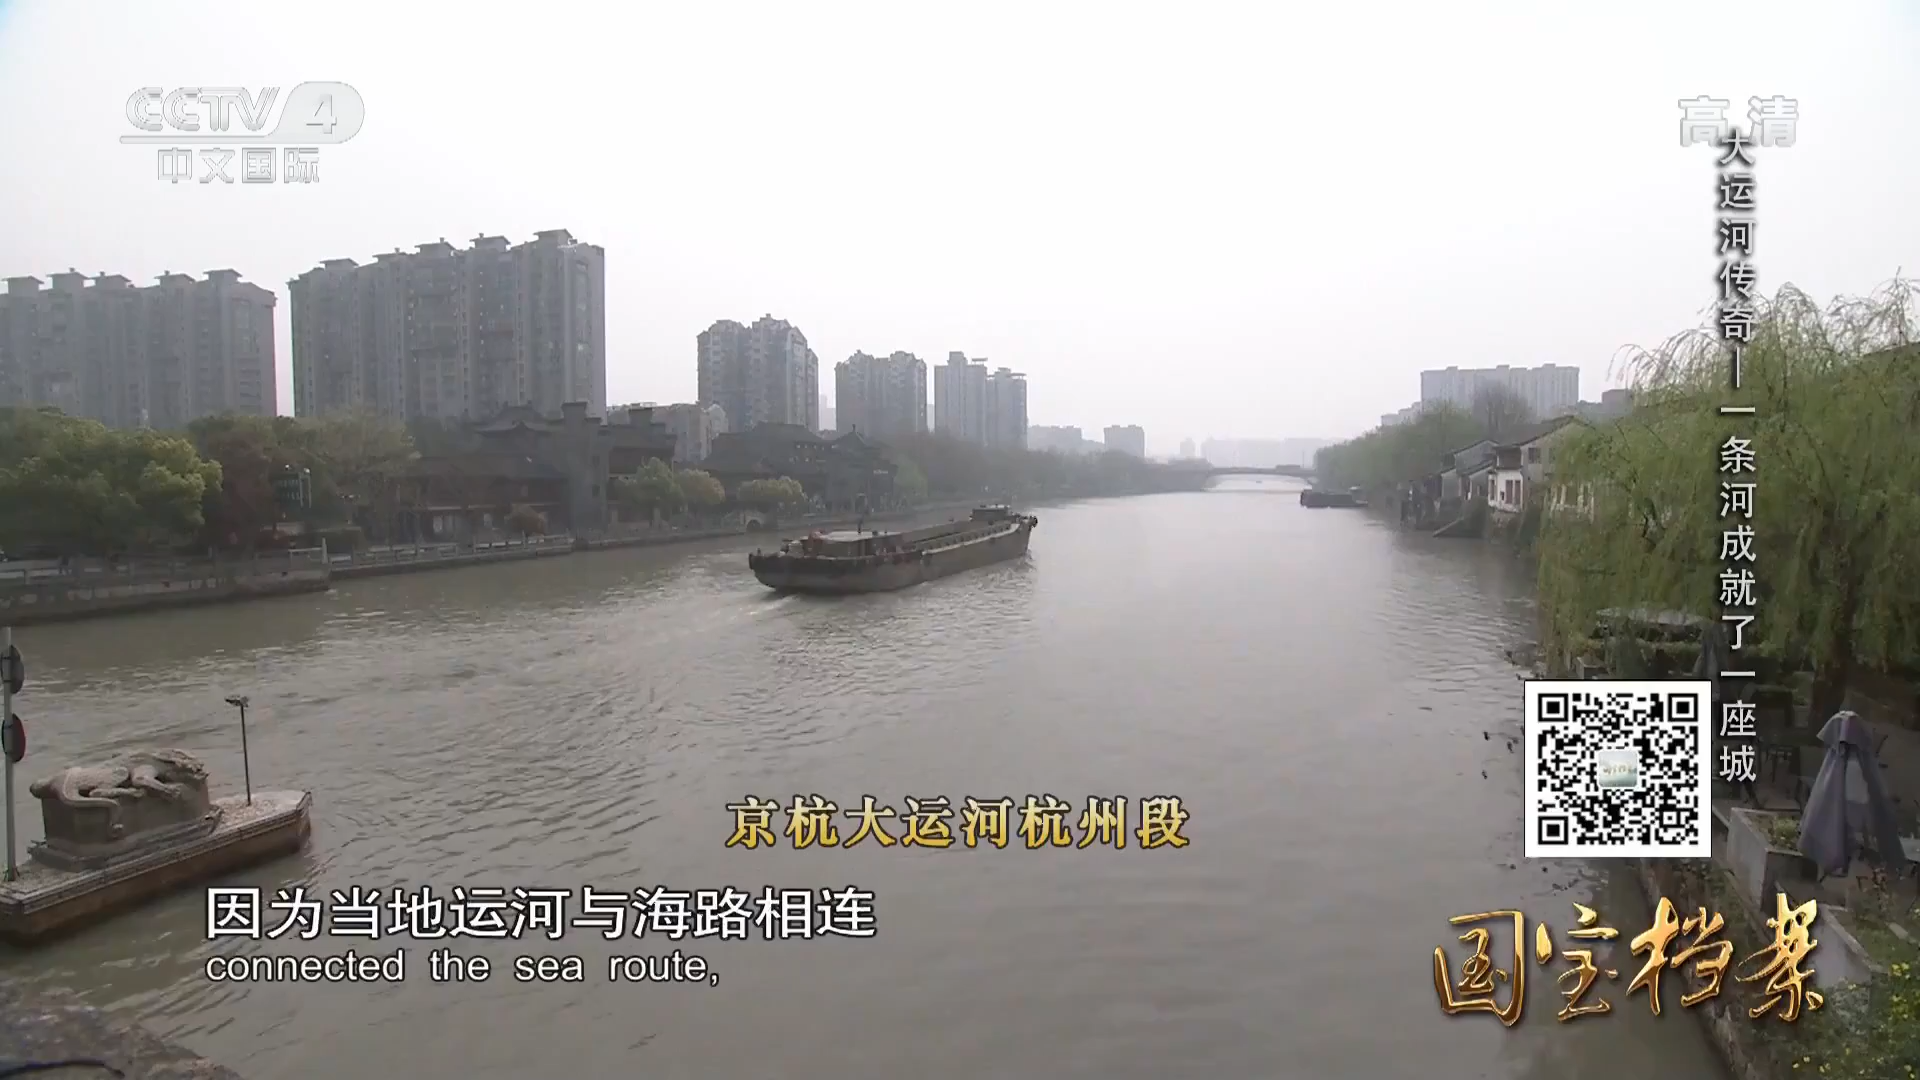 CCTV 4
中文国际
高清
大运河传奇—一条河成就了一座城
京杭大运河杭州段
因为当地运河与海路相连
connected the sea route,
国宝档案